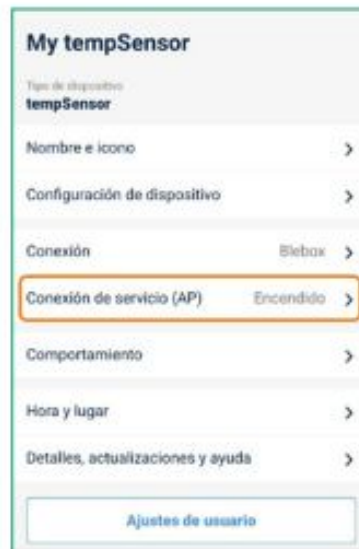 My tempSensor
Tipo de dispositivo
tempSensor
Nombre e icono
Configuración de dispositivo
Conexión Blebox
Conexión de servicio (AP) Encendido
Comportamiento
Hora y lugar
Detalles, actualizaciones y ayuda
Ajustes de usuario